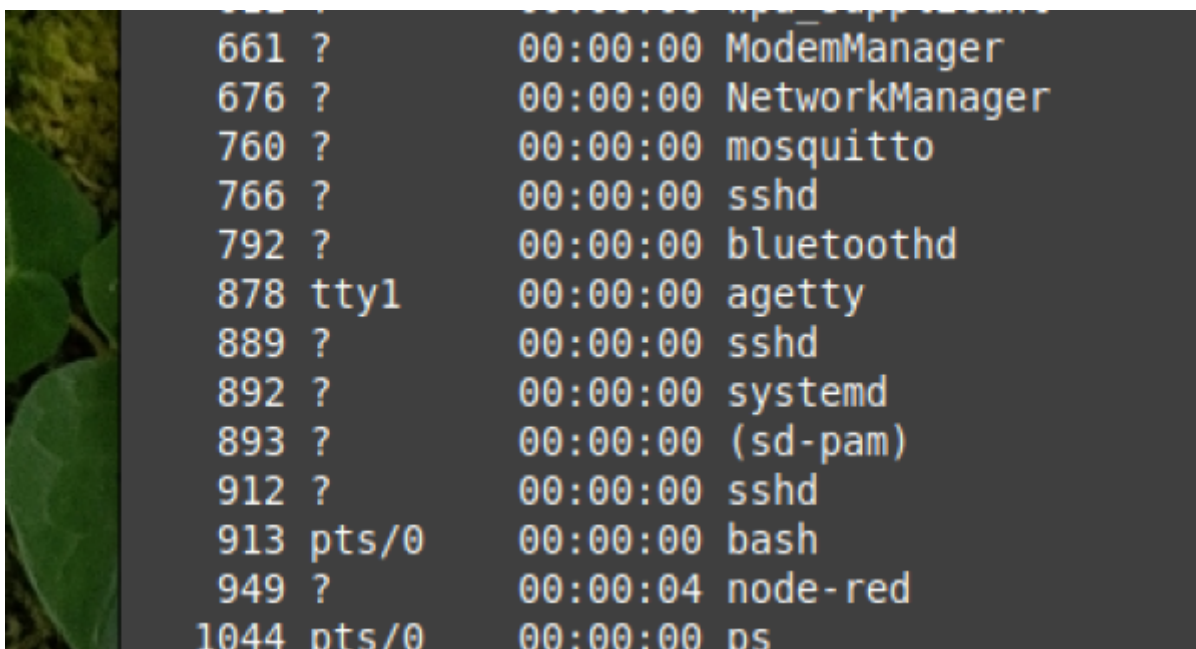 661 ? 00:00:00 ModemManager
676 ? 00:00:00 NetworkManager
760 ? 00:00:00 mosquitto
766 ? 00:00:00 sshd
792 ? 00:00:00 bluetoothd
878 tty1 00:00:00 agetty
889 ? 00:00:00 sshd
892 ? 00:00:00 systemd
893 ? 00:00:00 (sd-pam)
912 ? 00:00:00 sshd
913 pts/0 00:00:00 bash
949 ? 00:00:04 node-red
1044 pts/0 00:00:00 ps